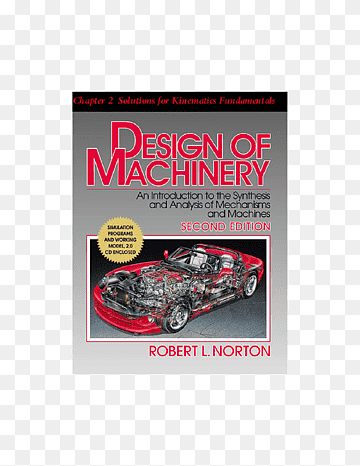 Chapter 2. Solutions for Kinematics Fundamentals
DESIGN OF
MACHINERY
An Introduction to the Synthesis
and Analysis of Mechanisms
and Machines
SECOND EDITION
SIMULATION
PROGRAMS
AND WORKING
MODEL 2.0
CD ENCLOSED
ROBERT L. NORTON